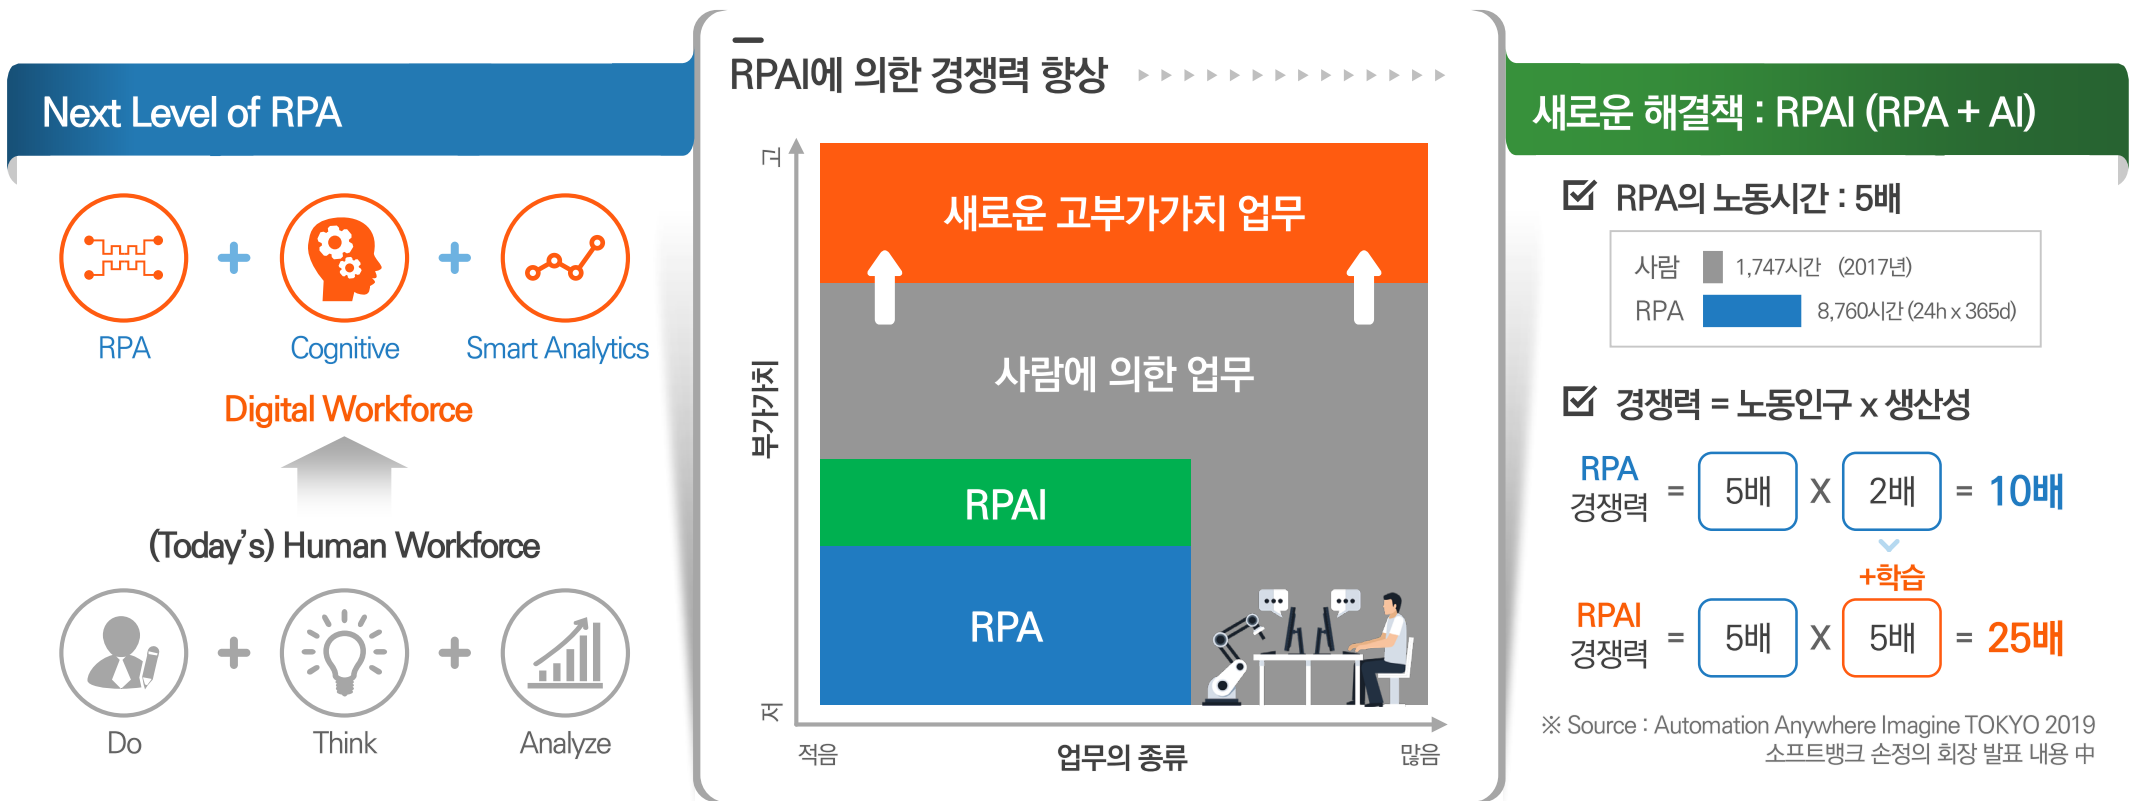 Next Level of RPA
RPA
Cognitive
Smart Analytics
Digital Workforce
(Today's) Human Workforce
Do
Think
Analyze
RPAI에 의한 경쟁력 향상
고
새로운 고부가가치 업무
사람에 의한 업무
부가가치
RPAI
RPA
저
적음
업무의 종류
많음
새로운 해결책 : RPAI (RPA + AI)
RPA의 노동시간 : 5배
사람 1,747시간 (2017년)
RPA 8,760시간 (24h x 365d)
경쟁력 = 노동인구 x 생산성
RPA 경쟁력 = 5배 X 2배 = 10배
+학습
RPAI 경쟁력 = 5배 X 5배 = 25배
※ Source : Automation Anywhere Imagine TOKYO 2019
소프트뱅크 손정의 회장 발표 내용 中